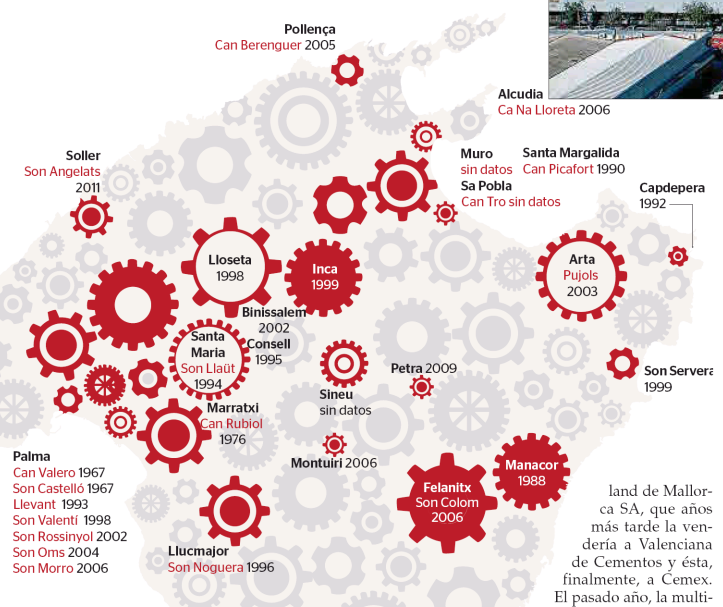 Pollença
Can Berenguer 2005
Alcudia
Ca Na Lloreta 2006
Soller
Son Angelats
2011
Muro
sin datos
Sa Pobla
Can Tro sin datos
Santa Margalida
Can Picafort 1990
Capdepera
1992
Lloseta
1998
Inca
1999
Arta
Pujols
2003
Binissalem
2002
Consell
1995
Santa
Maria
Son Llaüt
1994
Sineu
sin datos
Petra 2009
Son Servera
1999
Marratxi
Can Rubiol
1976
Montuiri 2006
Manacor
1988
Felanitx
Son Colom
2006
Palma
Can Valero 1967
Son Castelló 1967
Llevant 1993
Son Valentí 1998
Son Rossinyol 2002
Son Oms 2004
Son Morro 2006
Llucmajor
Son Noguera 1996
land de Mallor-
ca SA, que años
más tarde la ven-
dería a Valenciana
de Cementos y ésta,
finalmente, a Cemex.
El pasado año, la multi-